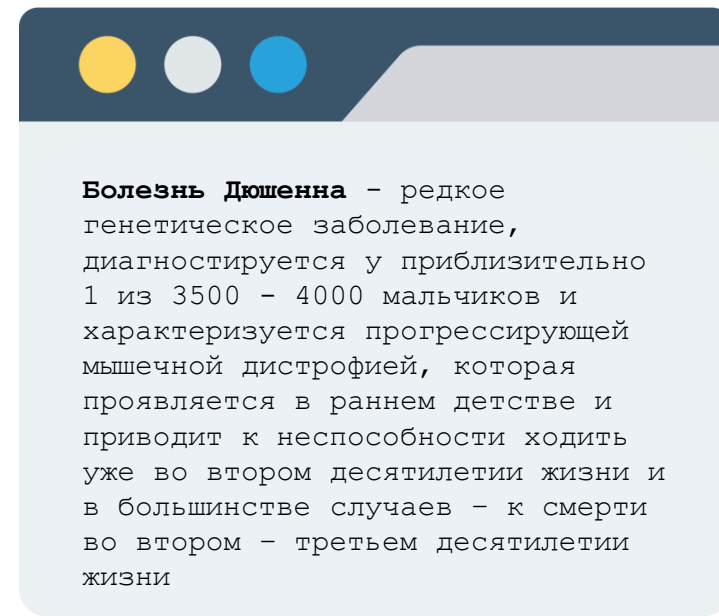 Болезнь Дюшенна - редкое
генетическое заболевание,
диагностируется у приблизительно
1 из 3500 - 4000 мальчиков и
характеризуется прогрессирующей
мышечной дистрофией, которая
проявляется в раннем детстве и
приводит к неспособности ходить
уже во втором десятилетии жизни и
в большинстве случаев – к смерти
во втором – третьем десятилетии
жизни